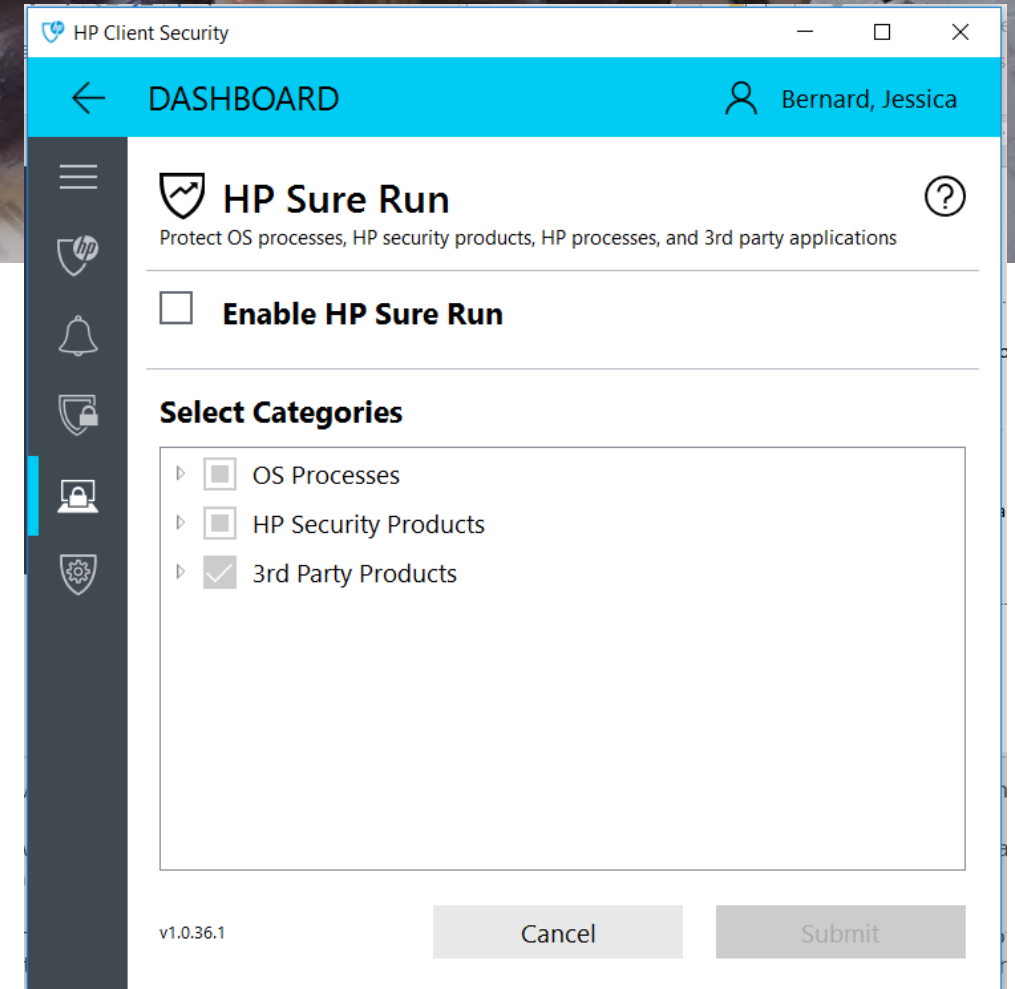 HP Client Security
DASHBOARD
Bernard, Jessica
HP Sure Run
Protect OS processes, HP security products, HP processes, and 3rd party applications
Enable HP Sure Run
Select Categories
OS Processes
HP Security Products
3rd Party Products
v1.0.36.1
Cancel
Submit